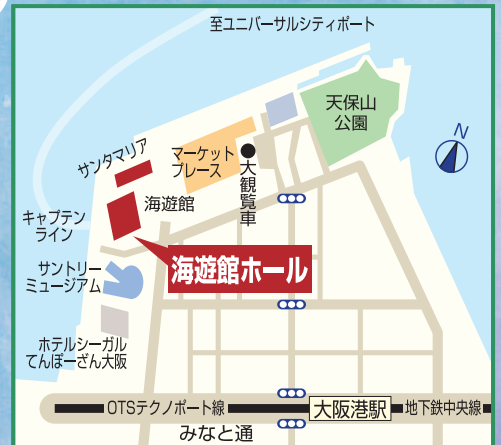 至ユニバーサルシティポート
N
天保山
公園
サンタマリア
マーケット
プレース
大観覧車
海遊館
キャプテン
ライン
海遊館ホール
サントリー
ミュージアム
ホテルシーガル
てんぽーざん大阪
OTSテクノポート線
大阪港駅
地下鉄中央線
みなと通